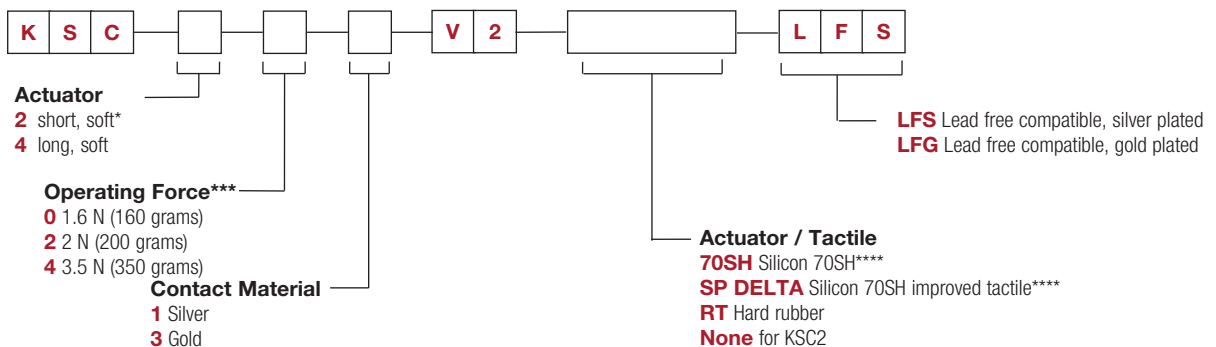 K S C V 2 L F S
Actuator
2 short, soft*
4 long, soft
LFS Lead free compatible, silver plated
LFG Lead free compatible, gold plated
Operating Force***
0 1.6 N (160 grams)
2 2 N (200 grams)
4 3.5 N (350 grams)
Contact Material
1 Silver
3 Gold
Actuator / Tactile
70SH Silicon 70SH****
SP DELTA Silicon 70SH improved tactile****
RT Hard rubber
None for KSC2